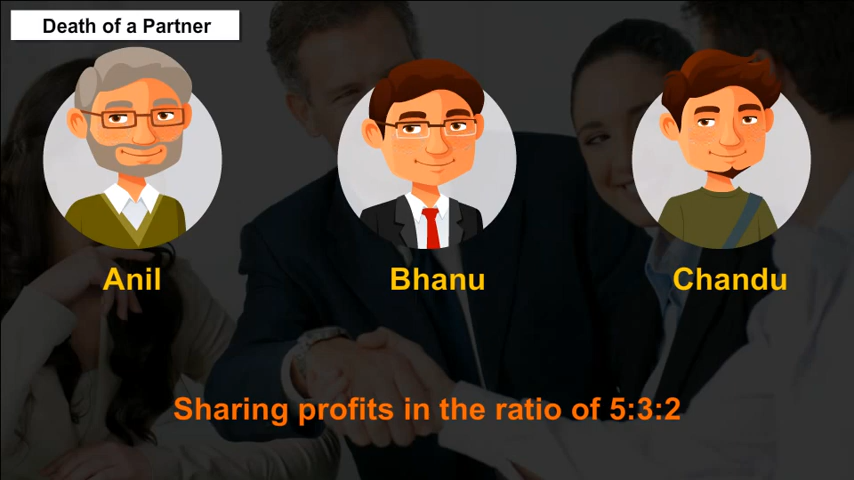 Death of a Partner
Anil
Bhanu
Chandu
Sharing profits in the ratio of 5:3:2